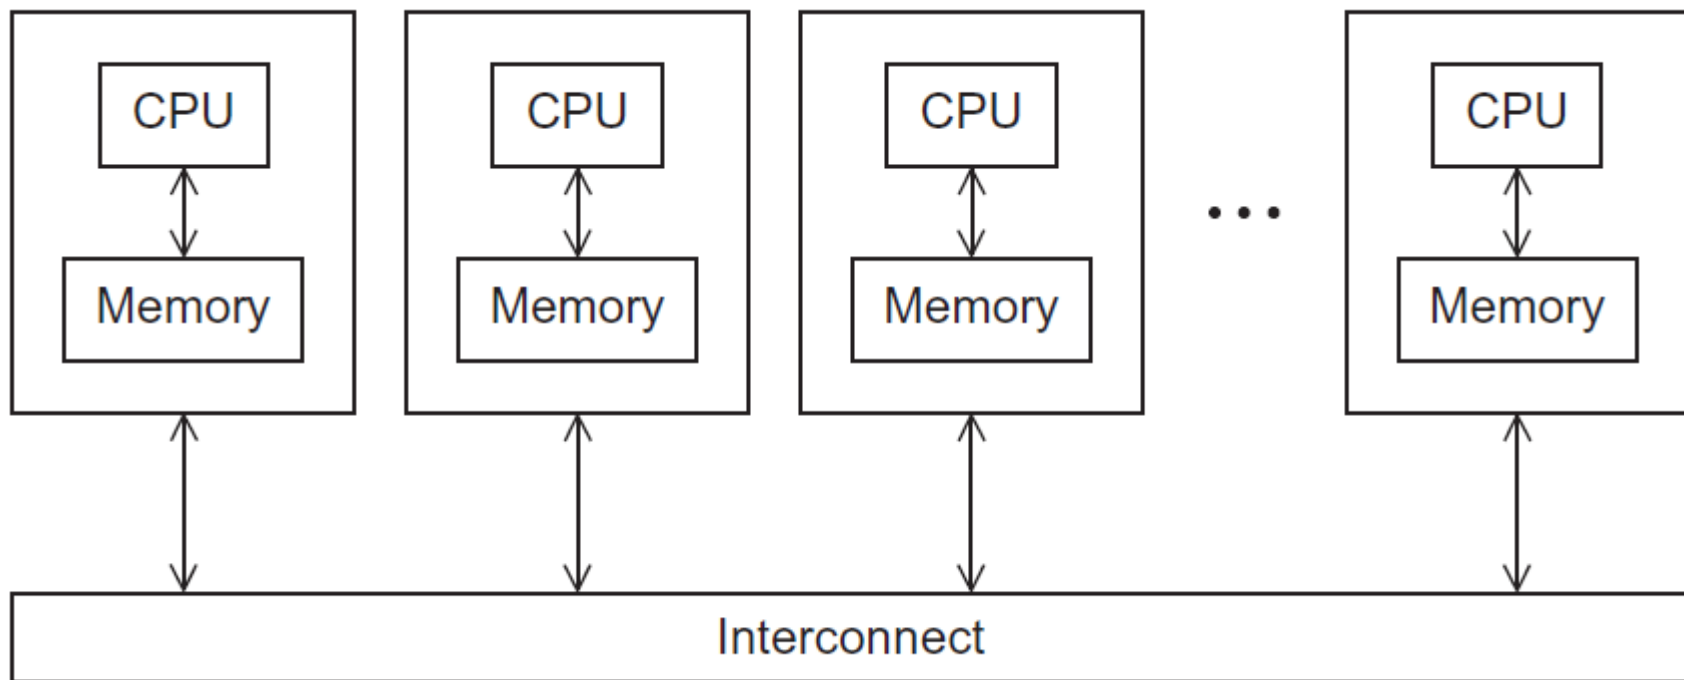 CPU CPU CPU CPU
Memory Memory Memory ... Memory
Interconnect